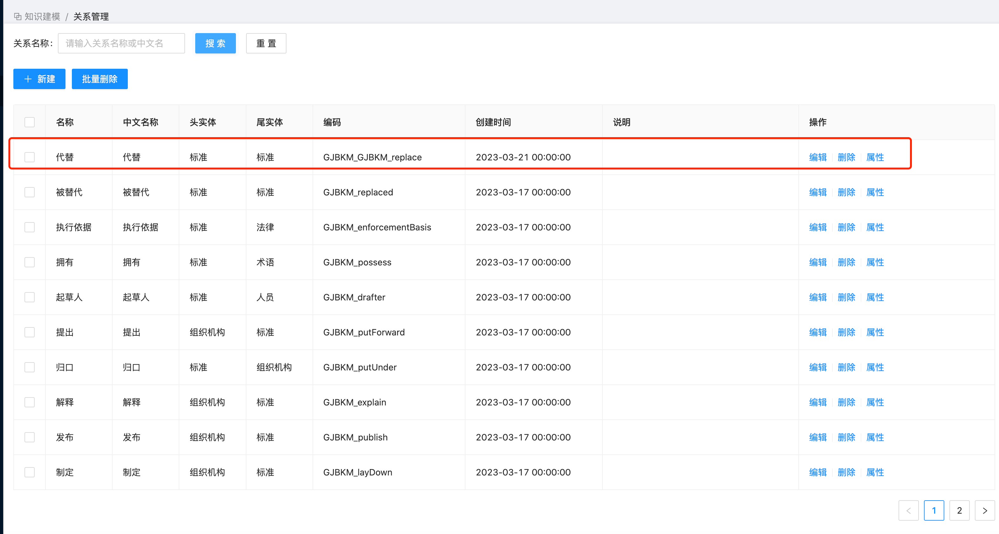 知识建模 / 关系管理
关系名称: 请输入关系名称或中文名 搜 索 重 置
新建 批量删除
名称 中文名称 头实体 尾实体 编码 创建时间 说明 操作
代替 代替 标准 标准 GJBKM_GJBKM_replace 2023-03-21 00:00:00 编辑 删除 属性
被替代 被替代 标准 标准 GJBKM_replaced 2023-03-17 00:00:00 编辑 删除 属性
执行依据 执行依据 标准 法律 GJBKM_enforcementBasis 2023-03-17 00:00:00 编辑 删除 属性
拥有 拥有 标准 术语 GJBKM_possess 2023-03-17 00:00:00 编辑 删除 属性
起草人 起草人 标准 人员 GJBKM_drafter 2023-03-17 00:00:00 编辑 删除 属性
提出 提出 组织机构 标准 GJBKM_putForward 2023-03-17 00:00:00 编辑 删除 属性
归口 归口 标准 组织机构 GJBKM_putUnder 2023-03-17 00:00:00 编辑 删除 属性
解释 解释 组织机构 标准 GJBKM_explain 2023-03-17 00:00:00 编辑 删除 属性
发布 发布 组织机构 标准 GJBKM_publish 2023-03-17 00:00:00 编辑 删除 属性
制定 制定 组织机构 标准 GJBKM_layDown 2023-03-17 00:00:00 编辑 删除 属性
< 1 2 >